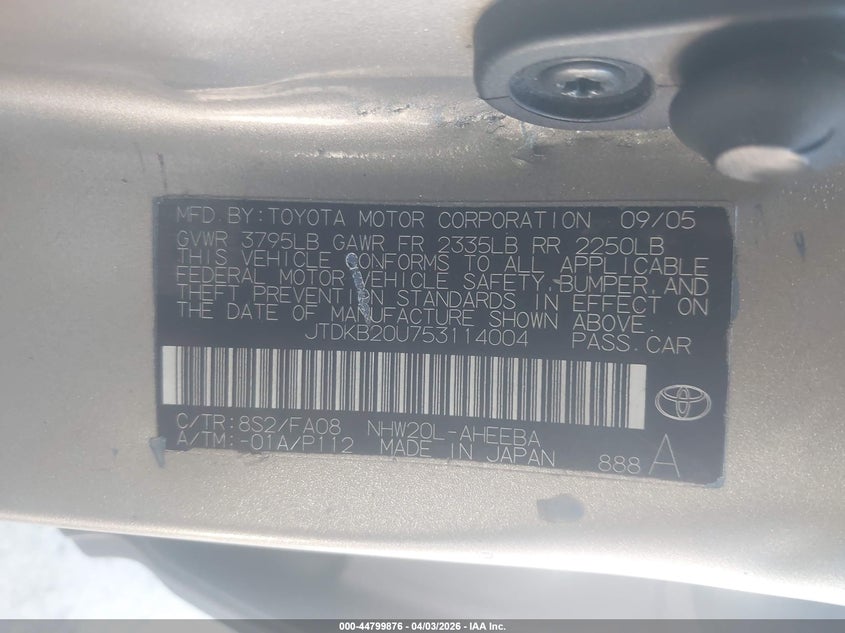 MFD. BY: TOYOTA MOTOR CORPORATION 09/05
GVWR 3795LB GAWR FR 2335LB RR 2250LB
THIS VEHICLE CONFORMS TO ALL APPLICABLE
FEDERAL MOTOR VEHICLE SAFETY, BUMPER, AND
THEFT PREVENTION STANDARDS IN EFFECT ON
THE DATE OF MANUFACTURE SHOWN ABOVE.
JTDKB20U753114004 PASS. CAR
C/TR: 8S2/FA08 NHW20L-AHEEBA
A/TM: -01A/P112 MADE IN JAPAN 888 A
000-44799876 | 04/03/2026 - IAA Inc.